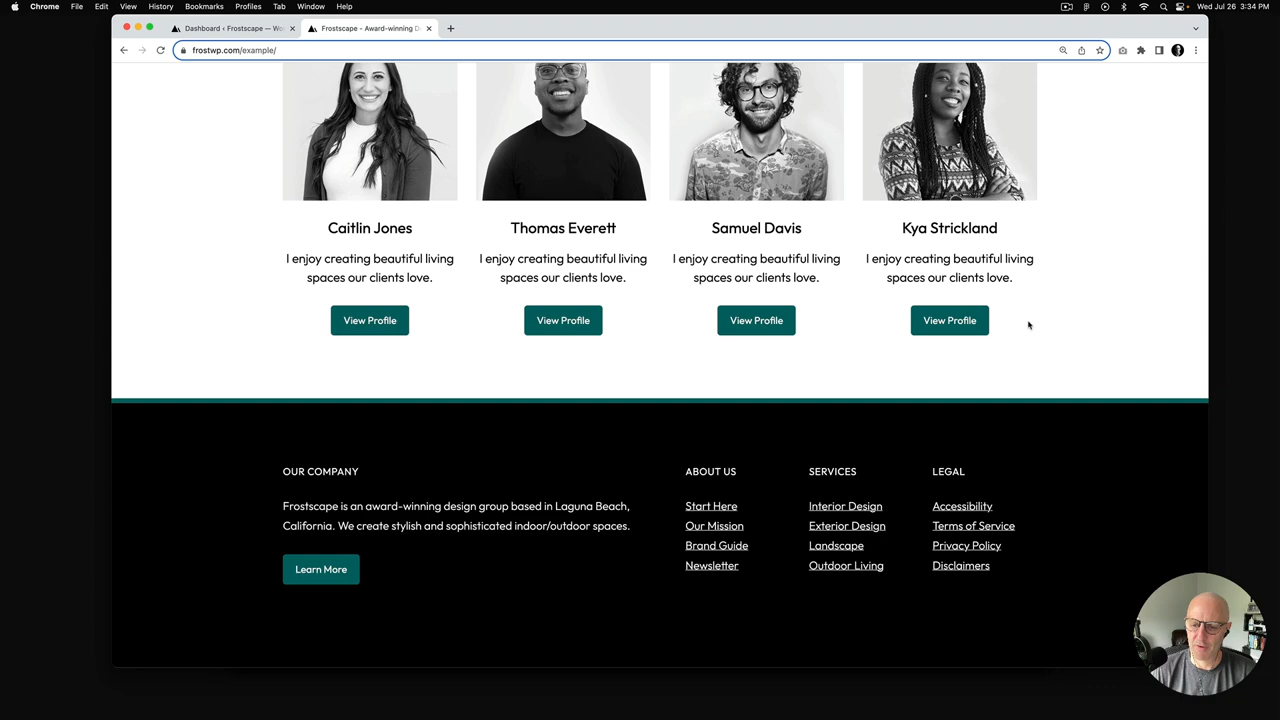 Chrome File Edit View History Bookmarks Profiles Tab Window Help Wed Jul 26 3:34 PM
Dashboard ‹ Frostscape — Wo Frostscape - Award-winning D
frostwp.com/example/
Caitlin Jones Thomas Everett Samuel Davis Kya Strickland
I enjoy creating beautiful living I enjoy creating beautiful living I enjoy creating beautiful living I enjoy creating beautiful living
spaces our clients love. spaces our clients love. spaces our clients love. spaces our clients love.
View Profile View Profile View Profile View Profile
OUR COMPANY ABOUT US SERVICES LEGAL
Frostscape is an award-winning design group based in Laguna Beach, Start Here Interior Design Accessibility
California. We create stylish and sophisticated indoor/outdoor spaces. Our Mission Exterior Design Terms of Service
Brand Guide Landscape Privacy Policy
Learn More Newsletter Outdoor Living Disclaimers